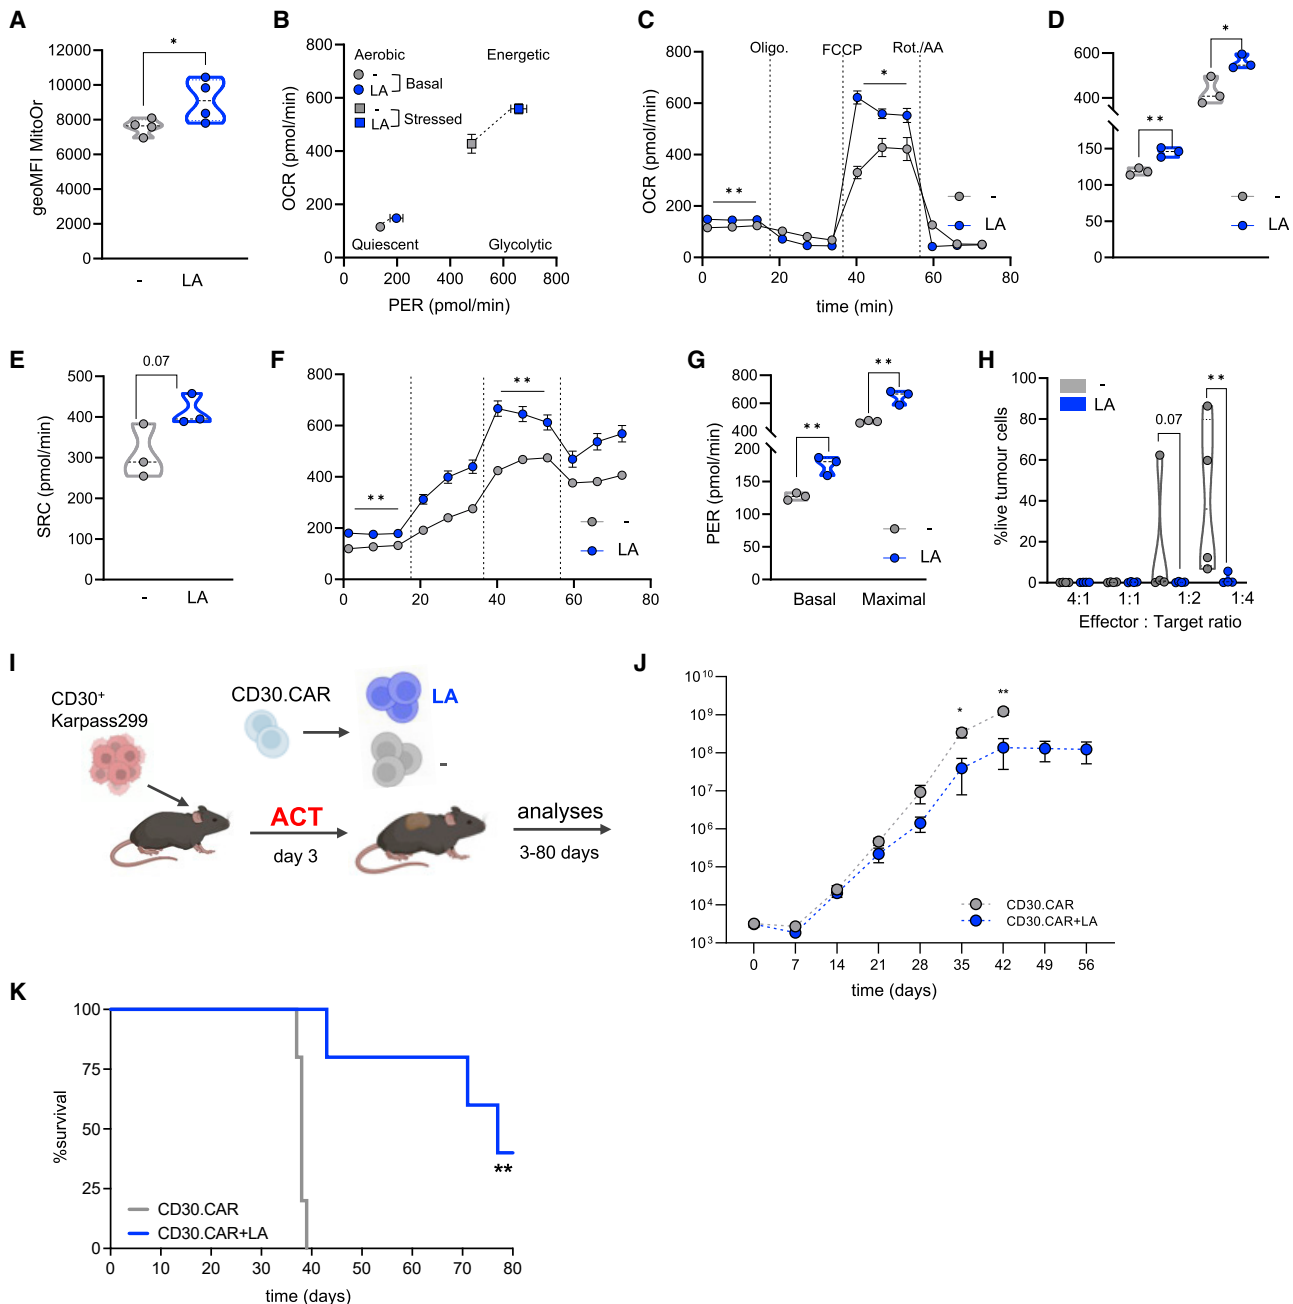 A
geoMFI MitoOr
12000
10000
8000
6000
4000
2000
0
*
-
LA
B
OCR (pmol/min)
800
600
400
200
0
Aerobic
Energetic
-
LA
Basal
-
LA
Stressed
Quiescent
Glycolytic
0 200 400 600 800
PER (pmol/min)
C
OCR (pmol/min)
800
600
400
200
0
Oligo.
FCCP
Rot./AA
**
*
-
LA
0 20 40 60 80
time (min)
D
600
400
150
100
50
0
**
*
-
LA
E
SRC (pmol/min)
500
400
300
200
100
0
0.07
-
LA
F
800
600
400
200
0
**
**
-
LA
0 20 40 60 80
G
PER (pmol/min)
800
600
400
200
150
100
50
0
**
**
-
LA
Basal Maximal
H
%live tumour cells
100
80
60
40
20
0
-
LA
0.07
**
4:1 1:1 1:2 1:4
Effector : Target ratio
I
CD30+
Karpass299
CD30.CAR
LA
-
ACT
day 3
analyses
3-80 days
J
10^10
10^9
10^8
10^7
10^6
10^5
10^4
10^3
*
**
CD30.CAR
CD30.CAR+LA
0 7 14 21 28 35 42 49 56
time (days)
K
%survival
100
75
50
25
0
**
CD30.CAR
CD30.CAR+LA
0 10 20 30 40 50 60 70 80
time (days)